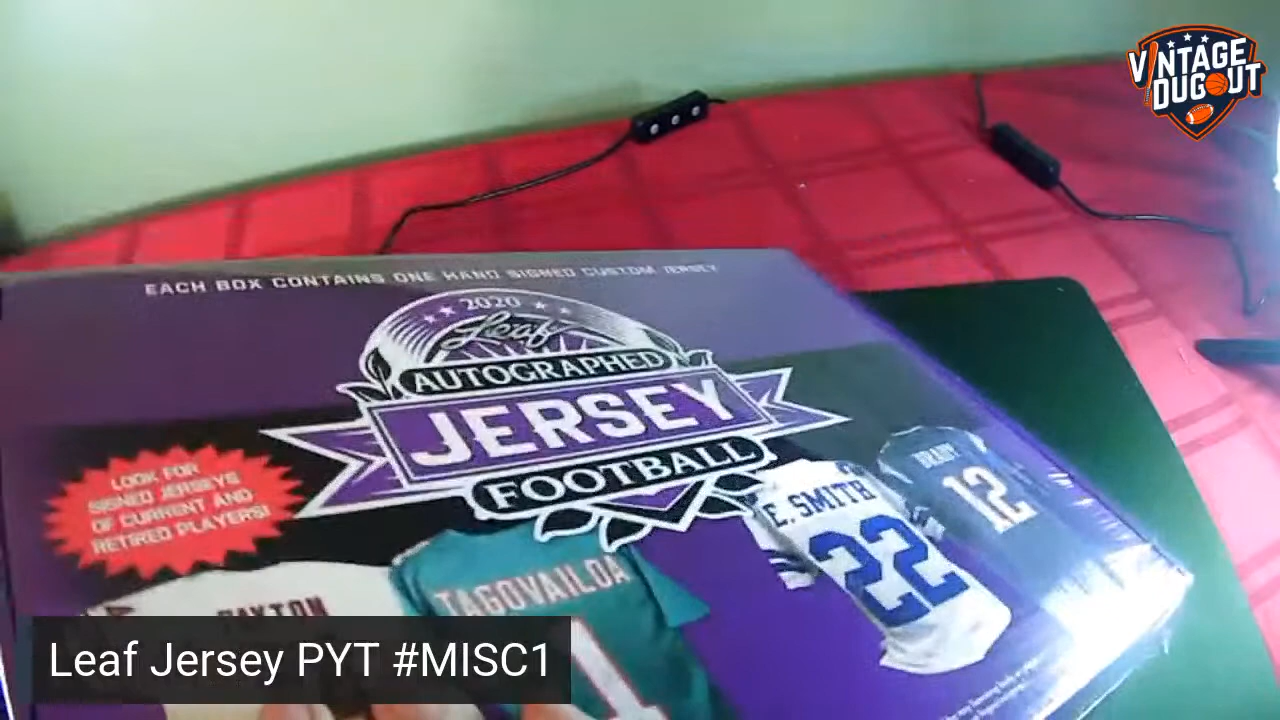 VINTAGE
DUGOUT
EACH BOX CONTAINS ONE HAND SIGNED CUSTOM JERSEY
2020
Leaf
AUTOGRAPHED
JERSEY
FOOTBALL
LOOK FOR
SIGNED JERSEYS
OF CURRENT AND
RETIRED PLAYERS!
E. SMITH
22
BRADY
12
TAGOVAILOA
1
Leaf Jersey PYT #MISC1